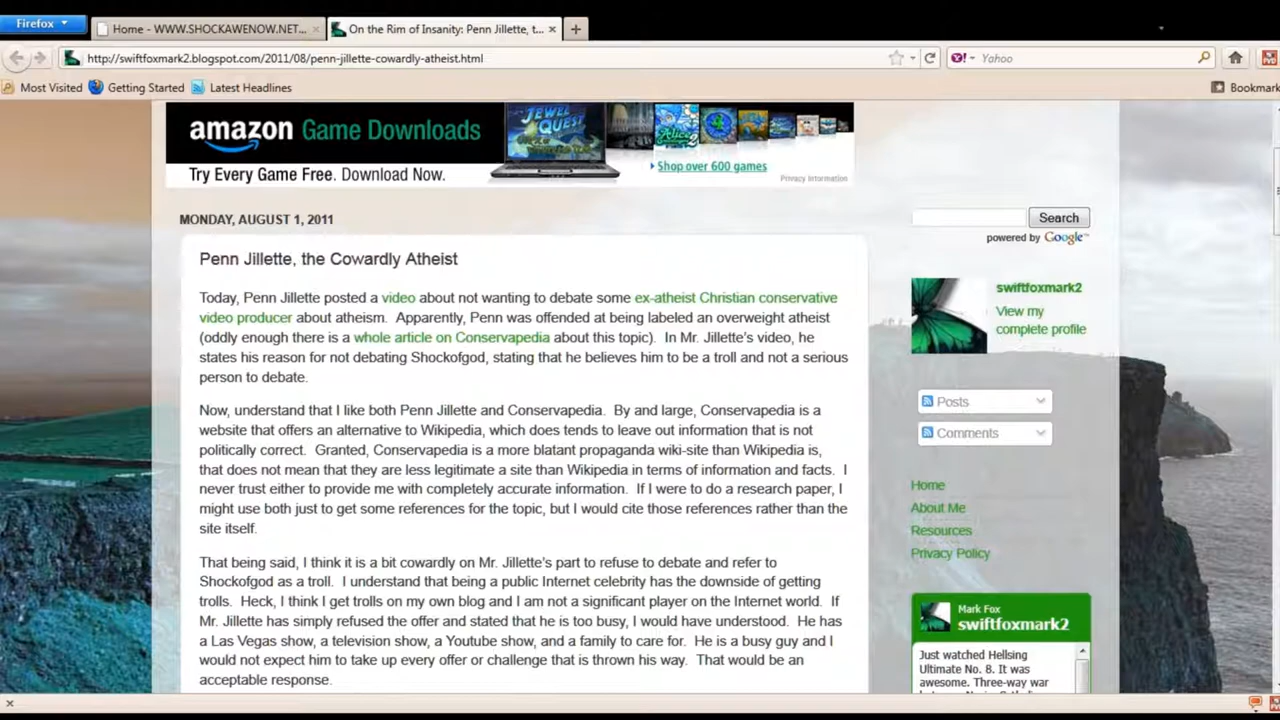 Firefox
Home - WWW.SHOCKAWENOW.NET...
On the Rim of Insanity: Penn Jillette, t...
http://swiftfoxmark2.blogspot.com/2011/08/penn-jillette-cowardly-atheist.html
Yahoo
Most Visited
Getting Started
Latest Headlines
Bookmark
amazon Game Downloads
Try Every Game Free. Download Now.
Shop over 600 games
Privacy Information
MONDAY, AUGUST 1, 2011
Penn Jillette, the Cowardly Atheist
Today, Penn Jillette posted a video about not wanting to debate some ex-atheist Christian conservative
video producer about atheism. Apparently, Penn was offended at being labeled an overweight atheist
(oddly enough there is a whole article on Conservapedia about this topic). In Mr. Jillette's video, he
states his reason for not debating Shockofgod, stating that he believes him to be a troll and not a serious
person to debate.
Now, understand that I like both Penn Jillette and Conservapedia. By and large, Conservapedia is a
website that offers an alternative to Wikipedia, which does tends to leave out information that is not
politically correct. Granted, Conservapedia is a more blatant propaganda wiki-site than Wikipedia is,
that does not mean that they are less legitimate a site than Wikipedia in terms of information and facts. I
never trust either to provide me with completely accurate information. If I were to do a research paper, I
might use both just to get some references for the topic, but I would cite those references rather than the
site itself.
That being said, I think it is a bit cowardly on Mr. Jillette's part to refuse to debate and refer to
Shockofgod as a troll. I understand that being a public Internet celebrity has the downside of getting
trolls. Heck, I think I get trolls on my own blog and I am not a significant player on the Internet world. If
Mr. Jillette has simply refused the offer and stated that he is too busy, I would have understood. He has
a Las Vegas show, a television show, a Youtube show, and a family to care for. He is a busy guy and I
would not expect him to take up every offer or challenge that is thrown his way. That would be an
acceptable response.
Search
powered by Google™
swiftfoxmark2
View my
complete profile
Posts
Comments
Home
About Me
Resources
Privacy Policy
Mark Fox
swiftfoxmark2
Just watched Hellsing
Ultimate No. 8. It was
awesome. Three-way war